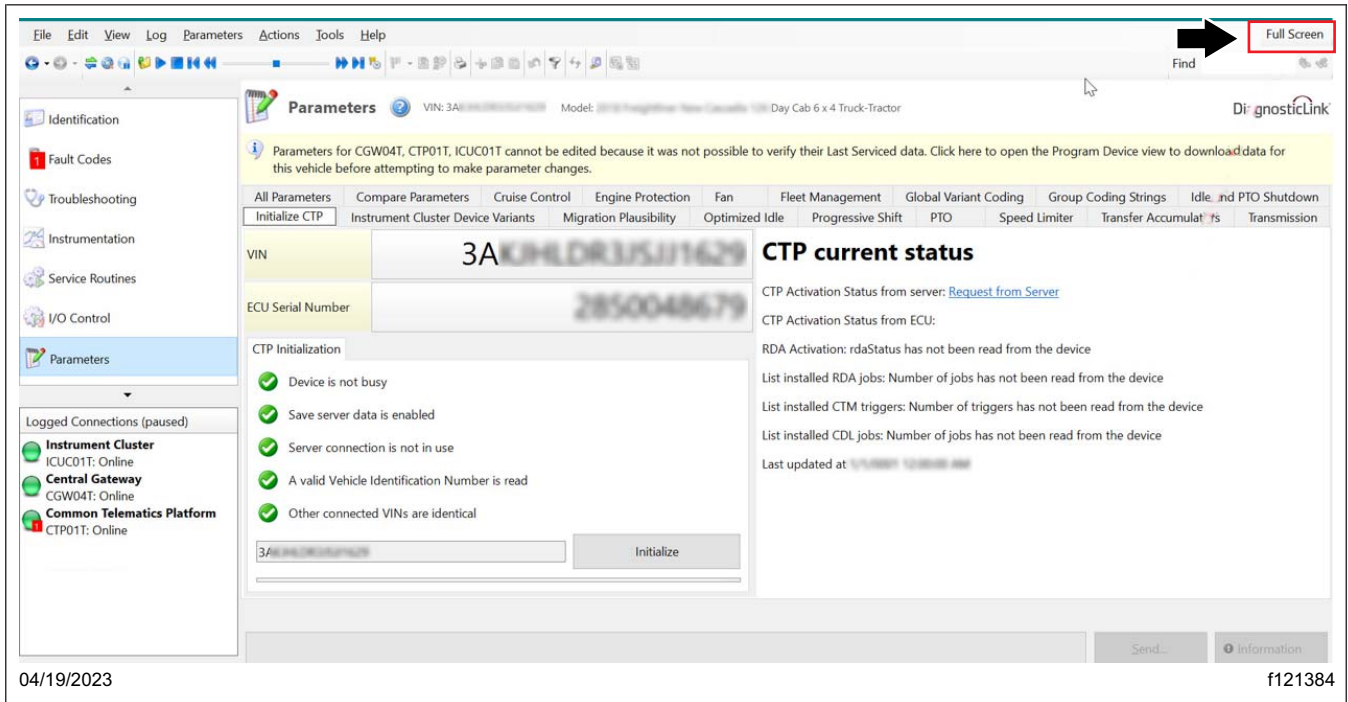 File Edit View Log Parameters Actions Tools Help Full Screen
Find
Identification
Fault Codes
Troubleshooting
Instrumentation
Service Routines
I/O Control
Parameters
Logged Connections (paused)
Instrument Cluster
ICUC01T: Online
Central Gateway
CGW04T: Online
Common Telematics Platform
CTP01T: Online
Parameters VIN: 3A Model: Day Cab 6 x 4 Truck-Tractor
DiagnosticLink
Parameters for CGW04T, CTP01T, ICUC01T cannot be edited because it was not possible to verify their Last Serviced data. Click here to open the Program Device view to download data for
this vehicle before attempting to make parameter changes.
All Parameters Compare Parameters Cruise Control Engine Protection Fan Fleet Management Global Variant Coding Group Coding Strings Idle and PTO Shutdown
Initialize CTP Instrument Cluster Device Variants Migration Plausibility Optimized Idle Progressive Shift PTO Speed Limiter Transfer Accumulators Transmission
VIN 3A
ECU Serial Number
CTP Initialization
Device is not busy
Save server data is enabled
Server connection is not in use
A valid Vehicle Identification Number is read
Other connected VINs are identical
3A Initialize
CTP current status
CTP Activation Status from server: Request from Server
CTP Activation Status from ECU:
RDA Activation: rdaStatus has not been read from the device
List installed RDA jobs: Number of jobs has not been read from the device
List installed CTM triggers: Number of triggers has not been read from the device
List installed CDL jobs: Number of jobs has not been read from the device
Last updated at
Send... Information
04/19/2023 f121384